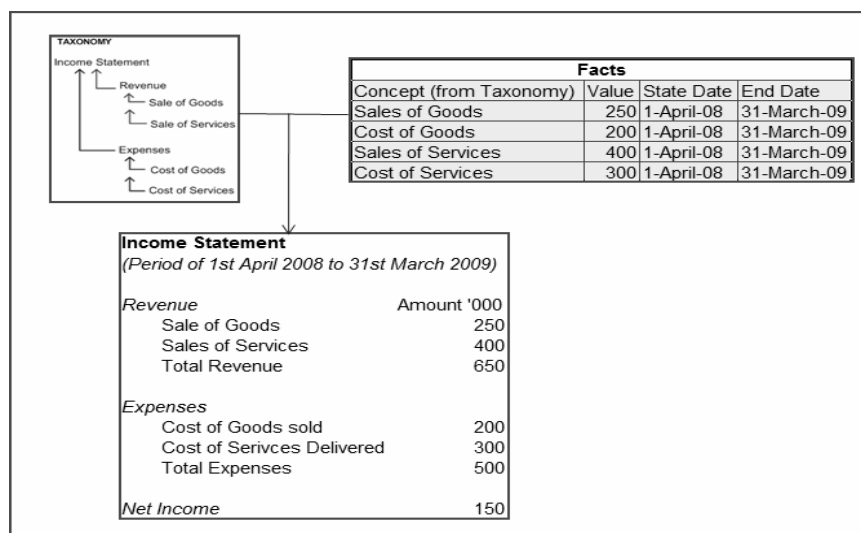 TAXONOMY
Income Statement
Revenue
Sale of Goods
Sale of Services
Expenses
Cost of Goods
Cost of Services
Facts
Concept (from Taxonomy) Value State Date End Date
Sales of Goods 250 1-April-08 31-March-09
Cost of Goods 200 1-April-08 31-March-09
Sales of Services 400 1-April-08 31-March-09
Cost of Services 300 1-April-08 31-March-09
Income Statement
(Period of 1st April 2008 to 31st March 2009)
Revenue Amount '000
Sale of Goods 250
Sales of Services 400
Total Revenue 650
Expenses
Cost of Goods sold 200
Cost of Serivces Delivered 300
Total Expenses 500
Net Income 150